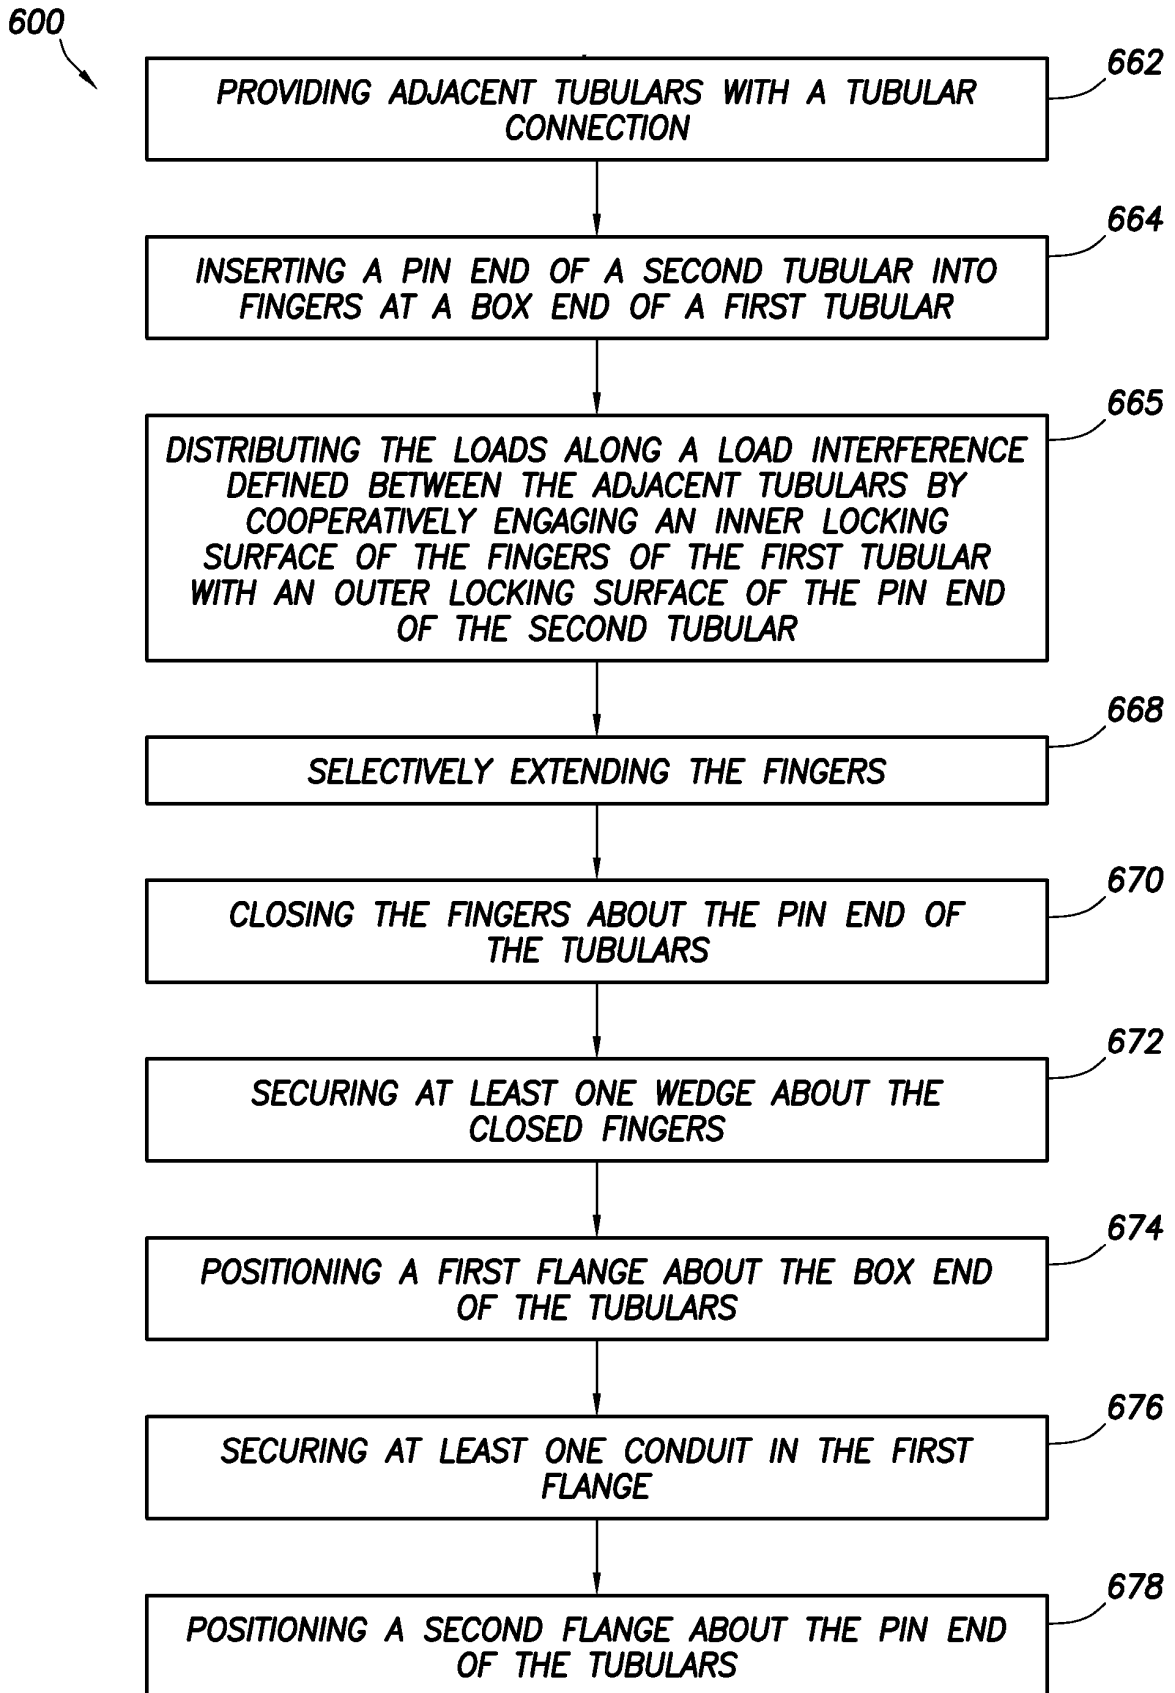 600
662
PROVIDING ADJACENT TUBULARS WITH A TUBULAR
CONNECTION
664
INSERTING A PIN END OF A SECOND TUBULAR INTO
FINGERS AT A BOX END OF A FIRST TUBULAR
665
DISTRIBUTING THE LOADS ALONG A LOAD INTERFERENCE
DEFINED BETWEEN THE ADJACENT TUBULARS BY
COOPERATIVELY ENGAGING AN INNER LOCKING
SURFACE OF THE FINGERS OF THE FIRST TUBULAR
WITH AN OUTER LOCKING SURFACE OF THE PIN END
OF THE SECOND TUBULAR
668
SELECTIVELY EXTENDING THE FINGERS
670
CLOSING THE FINGERS ABOUT THE PIN END OF
THE TUBULARS
672
SECURING AT LEAST ONE WEDGE ABOUT THE
CLOSED FINGERS
674
POSITIONING A FIRST FLANGE ABOUT THE BOX END
OF THE TUBULARS
676
SECURING AT LEAST ONE CONDUIT IN THE FIRST
FLANGE
678
POSITIONING A SECOND FLANGE ABOUT THE PIN END
OF THE TUBULARS